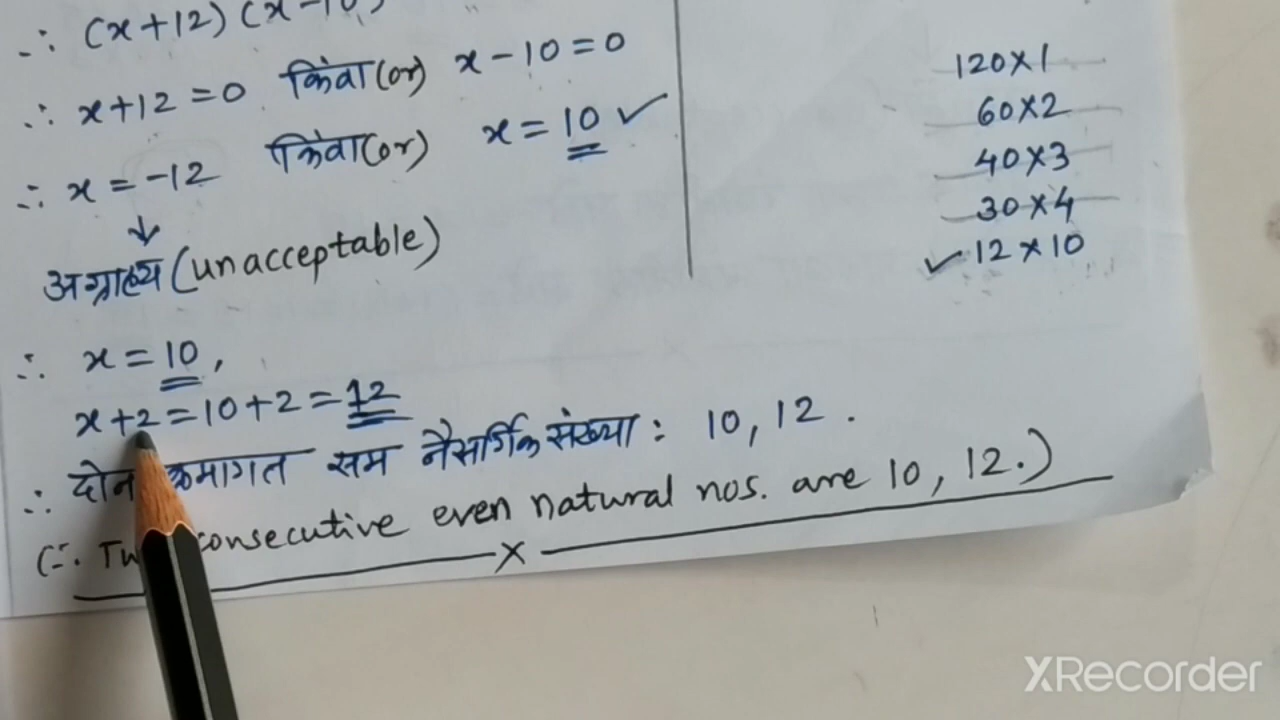 ∴ (x+12) (x-10)
∴ x+12=0 किंवा (or) x-10=0
∴ x=-12 किंवा (or) x=10 ✓
↓
अग्राह्य (unacceptable)
∴ x=10,
x+2=10+2=12
∴ दोन क्रमागत सम नैसर्गिक संख्या: 10, 12.
(∴ Two consecutive even natural nos. are 10, 12.)
X
120×1
60×2
40×3
30×4
✓ 12×10
XRecorder